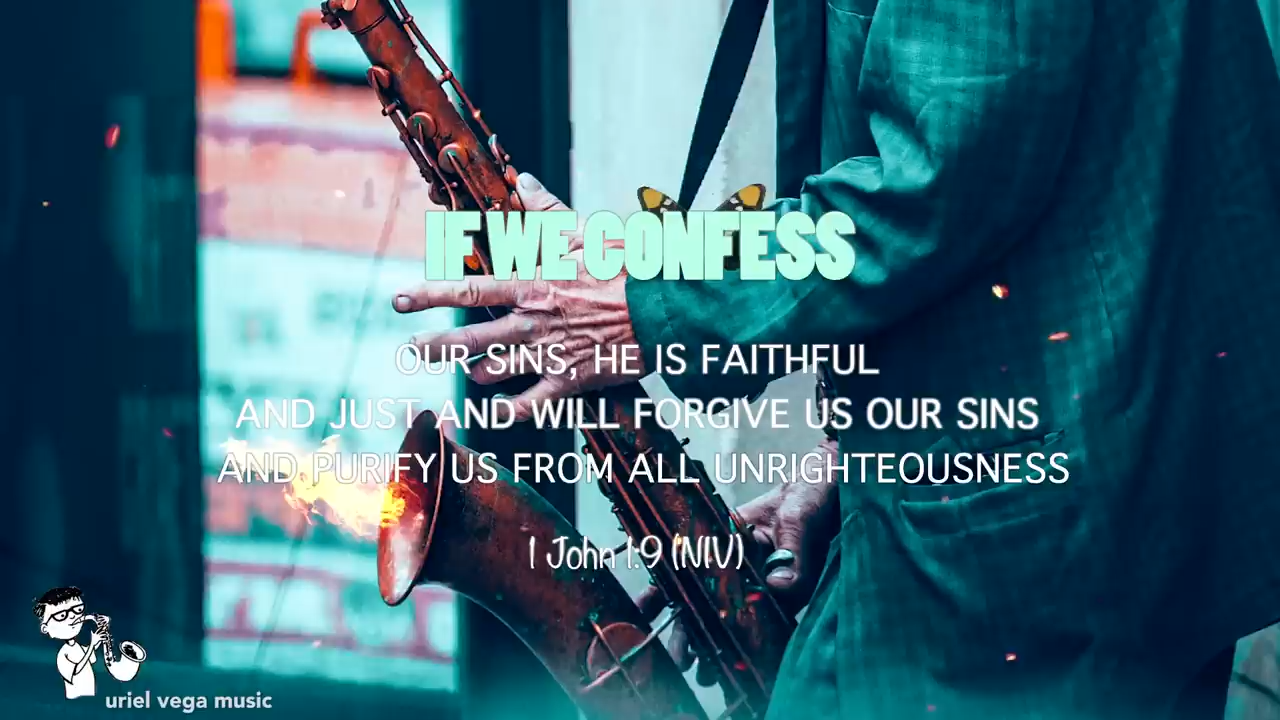 IF WE CONFESS
OUR SINS, HE IS FAITHFUL
AND JUST AND WILL FORGIVE US OUR SINS
AND PURIFY US FROM ALL UNRIGHTEOUSNESS
1 John 1:9 (NIV)
uriel vega music